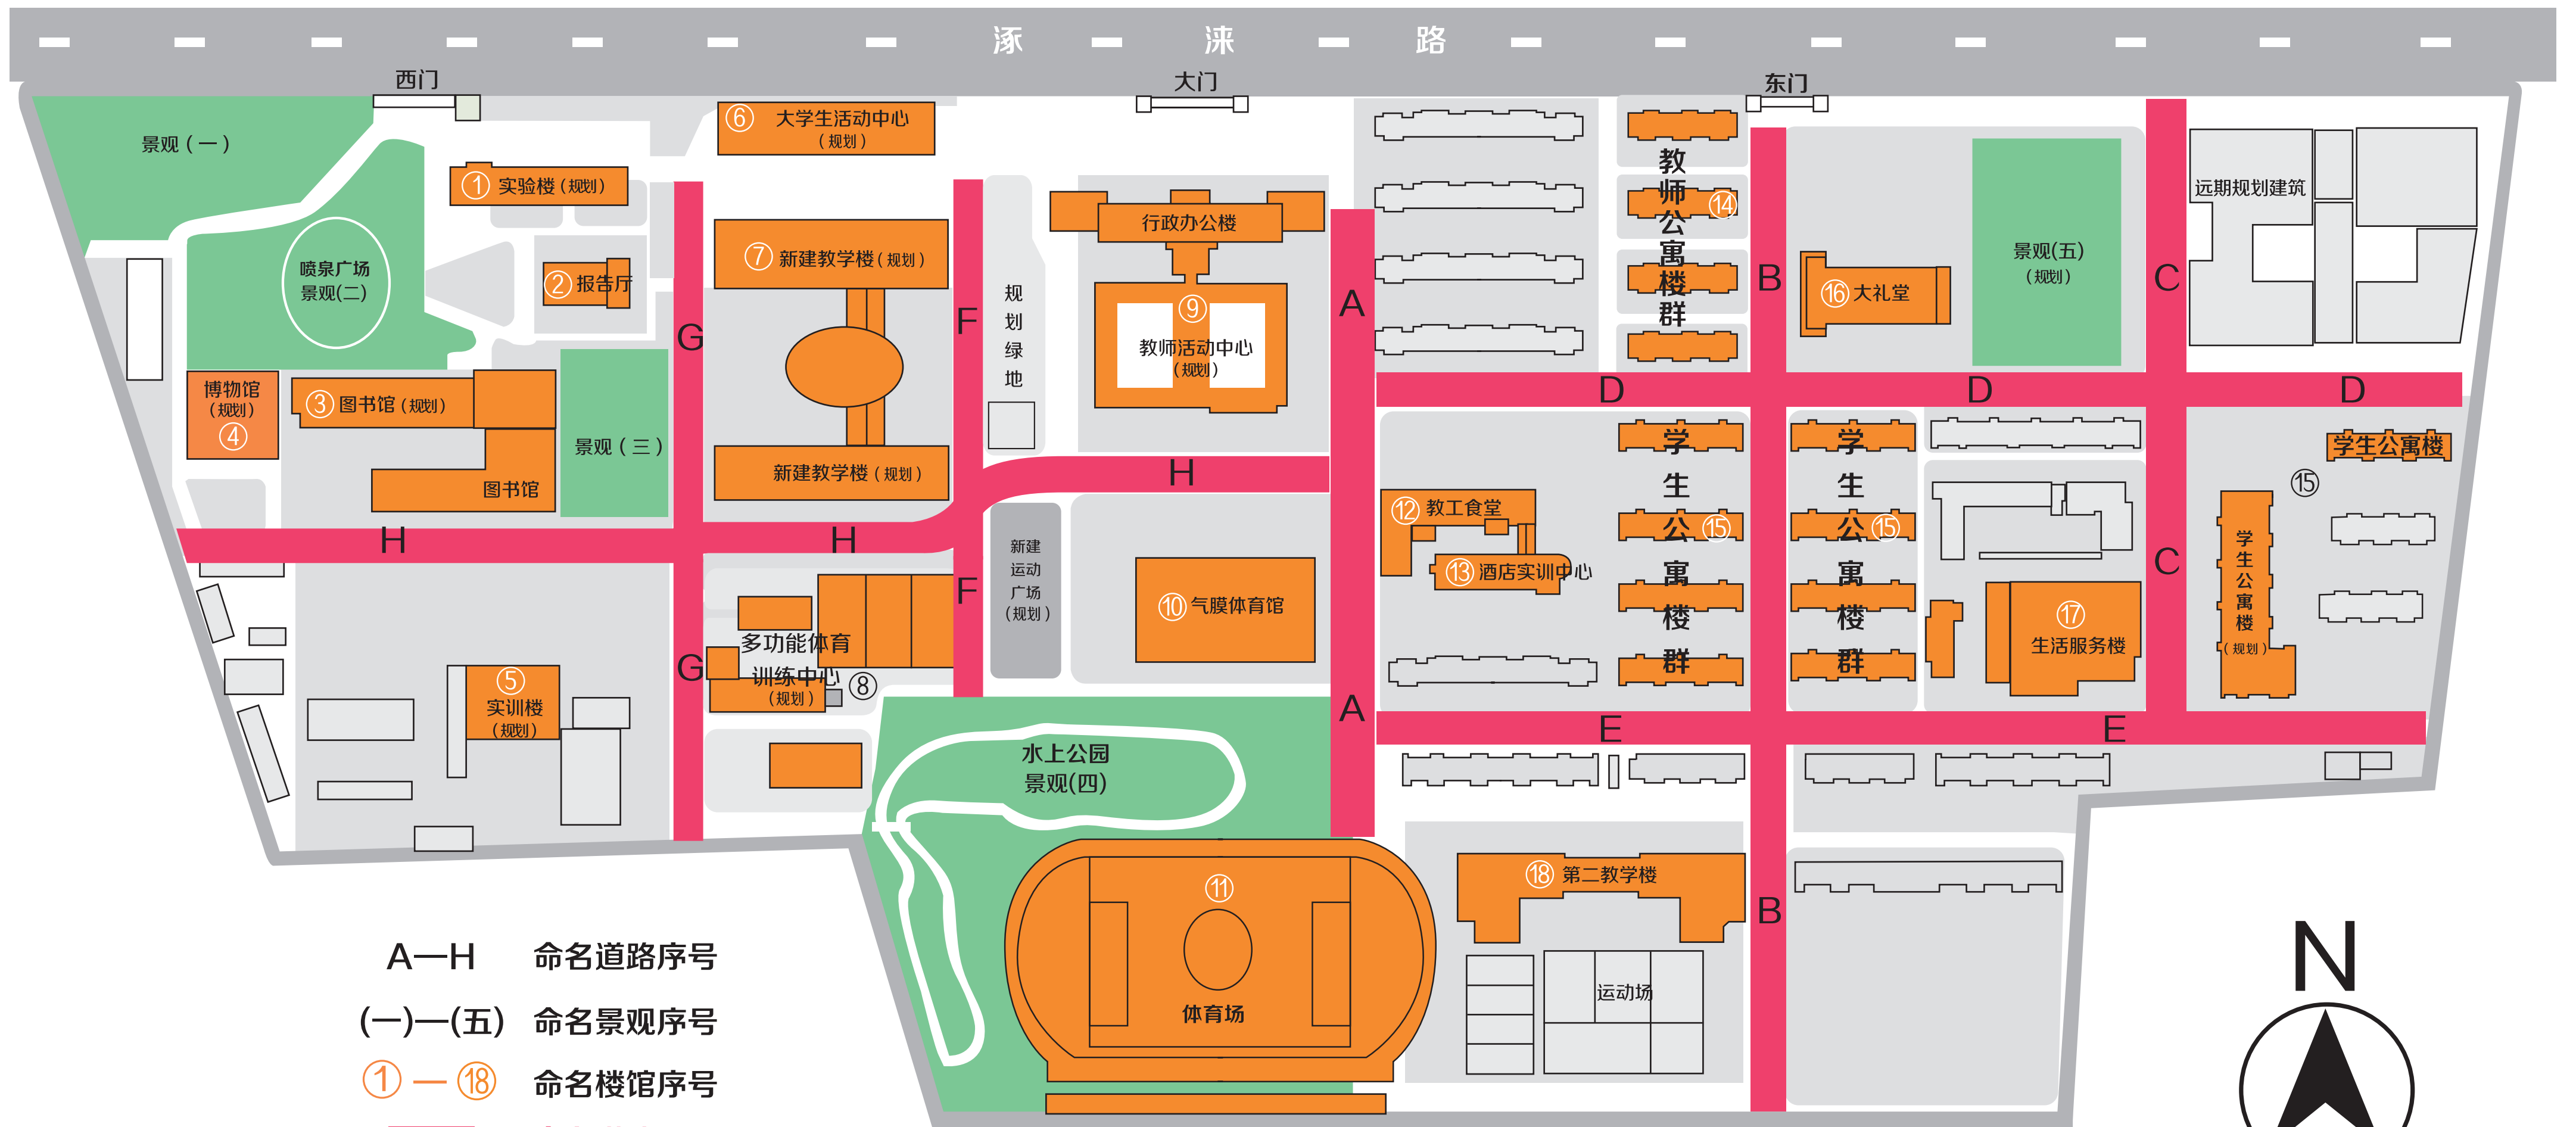 涿 涞 路
西门
大门
东门
景观（一）
⑥ 大学生活动中心
（规划）
① 实验楼（规划）
教师公寓楼群
⑭
远期规划建筑
行政办公楼
⑦ 新建教学楼（规划）
喷泉广场
景观(二)
② 报告厅
景观(五)
（规划）
B
C
⑯ 大礼堂
规划绿地
⑨
教师活动中心
（规划）
A
F
G
博物馆
（规划）
④
③ 图书馆（规划）
D
D
D
景观（三）
图书馆
新建教学楼（规划）
H
学生公寓楼群
⑮
学生公寓楼群
⑮
学生公寓楼
⑮
⑫ 教工食堂
H
H
新建
运动
广场
（规划）
⑬ 酒店实训中心
C
学生公寓楼
（规划）
F
⑩ 气膜体育馆
⑰
生活服务楼
多功能体育
训练中心
（规划）
⑧
G
⑤
实训楼
（规划）
A
E
E
水上公园
景观(四)
⑪
体育场
⑱ 第二教学楼
B
运动场
A—H 命名道路序号
(一)—(五) 命名景观序号
①—⑱ 命名楼馆序号
N